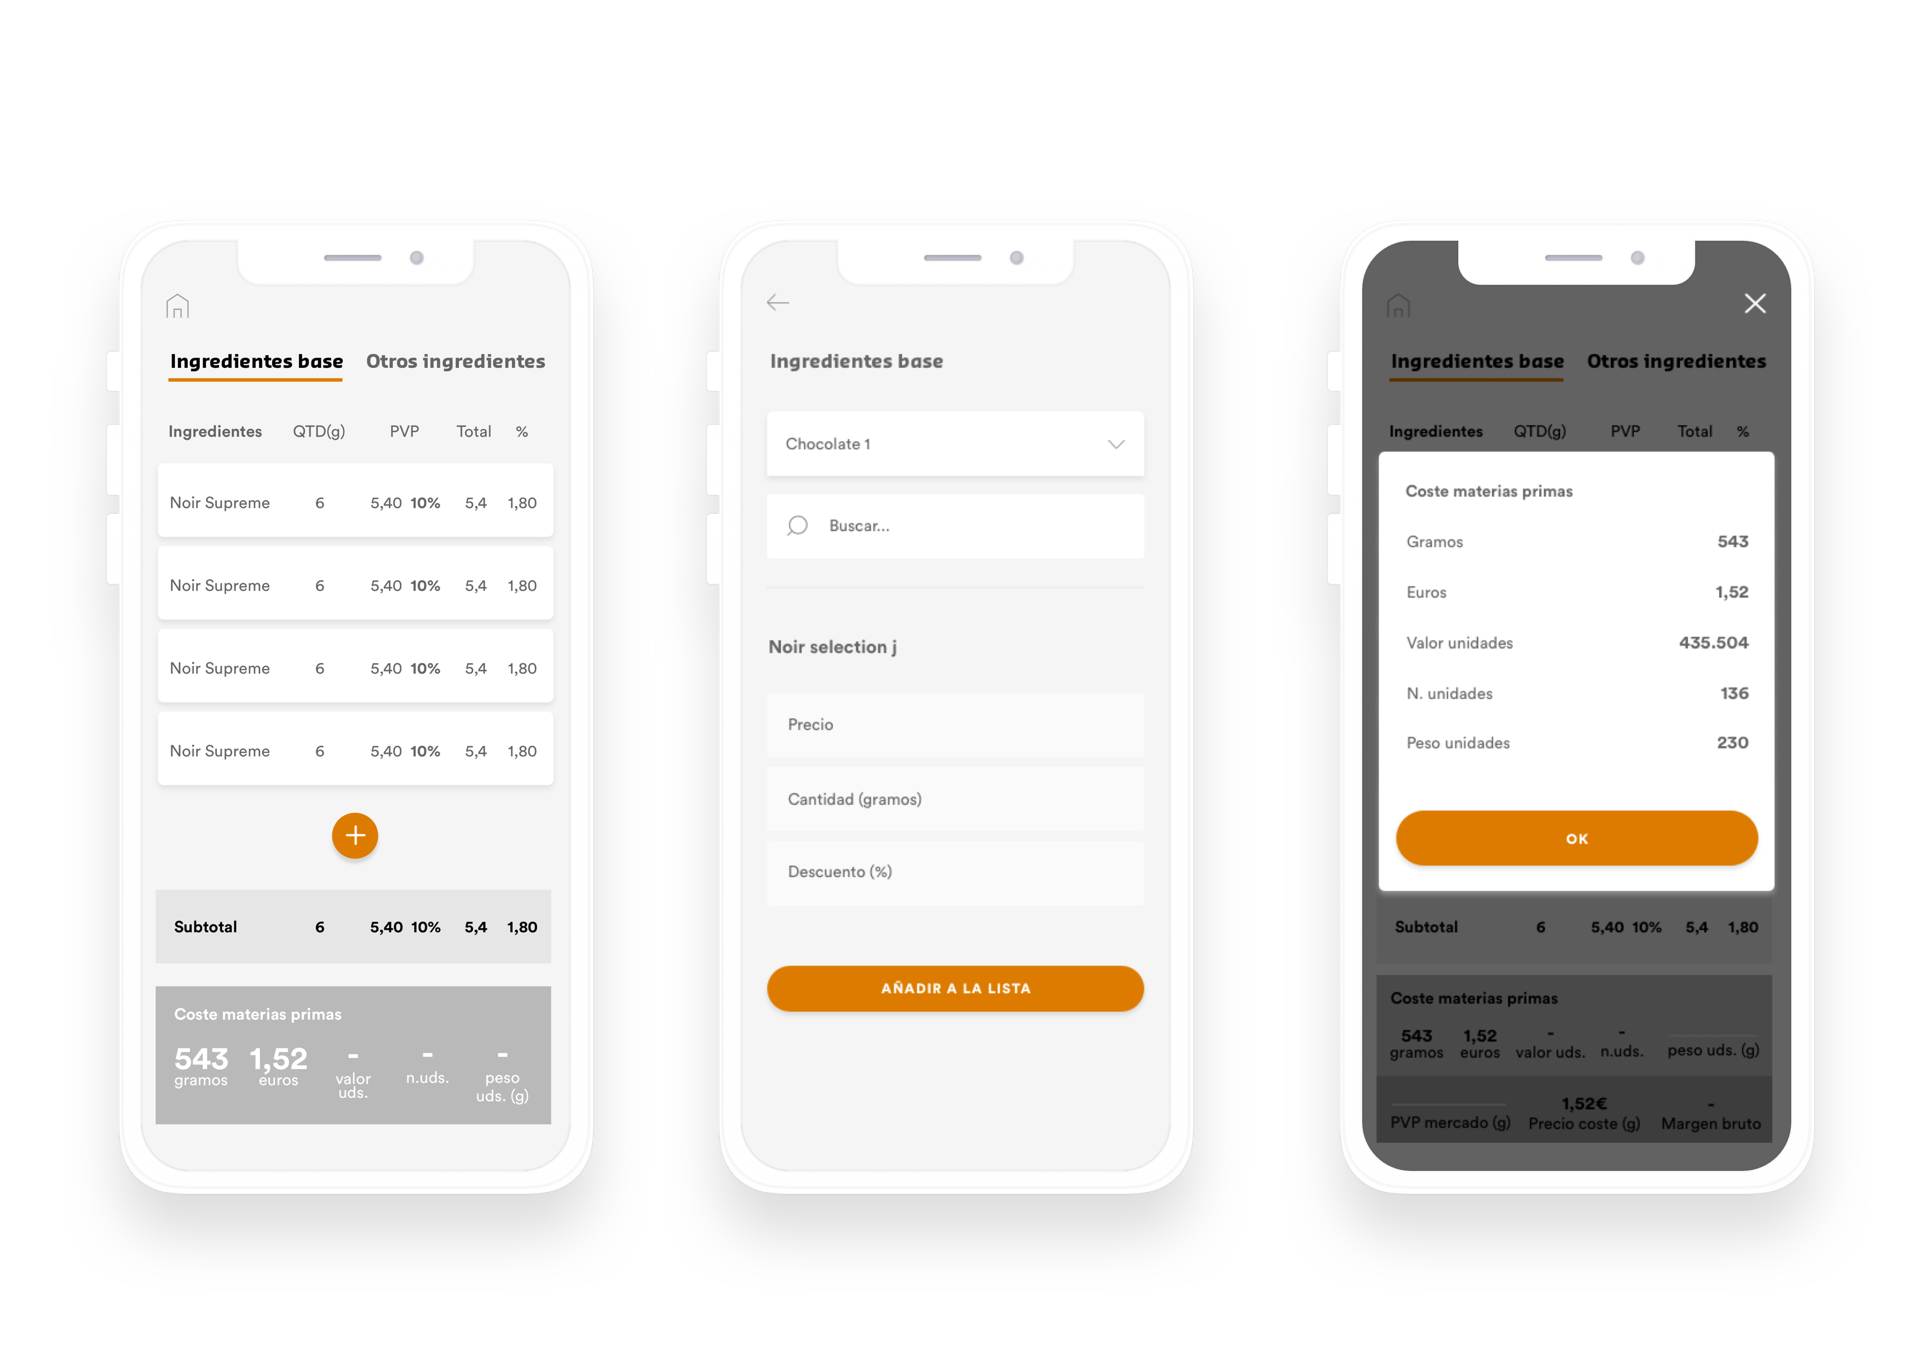 Ingredientes base Otros ingredientes
Ingredientes QTD(g) PVP Total %
Noir Supreme 6 5,40 10% 5,4 1,80
Noir Supreme 6 5,40 10% 5,4 1,80
Noir Supreme 6 5,40 10% 5,4 1,80
Noir Supreme 6 5,40 10% 5,4 1,80
Subtotal 6 5,40 10% 5,4 1,80
Coste materias primas
543 1,52 - - -
gramos euros valor uds. n.uds. peso uds. (g)
Ingredientes base
Chocolate 1
Buscar...
Noir selection j
Precio
Cantidad (gramos)
Descuento (%)
AÑADIR A LA LISTA
Ingredientes base Otros ingredientes
Ingredientes QTD(g) PVP Total %
Coste materias primas
Gramos 543
Euros 1,52
Valor unidades 435.504
N. unidades 136
Peso unidades 230
OK
Subtotal 6 5,40 10% 5,4 1,80
Coste materias primas
543 1,52 - -
gramos euros valor uds. n.uds. peso uds. (g)
1,52€ -
PVP mercado (g) Precio coste (g) Margen bruto